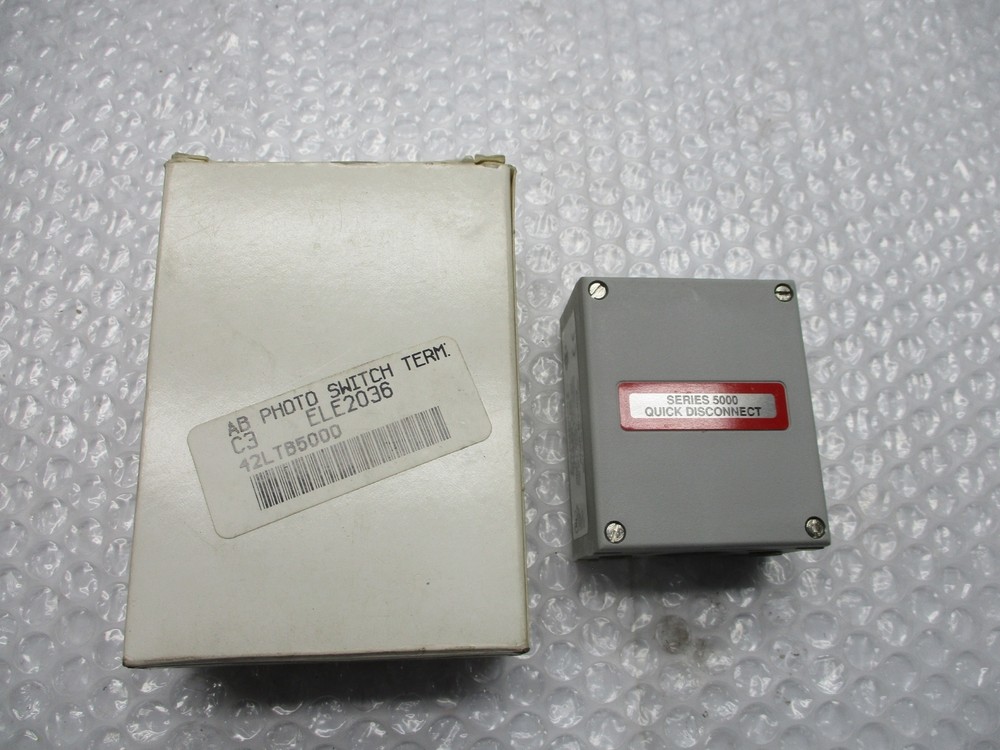 AB PHOTO SWITCH TERM:
C3 ELE2036
42LTB5000
SERIES 5000
QUICK DISCONNECT